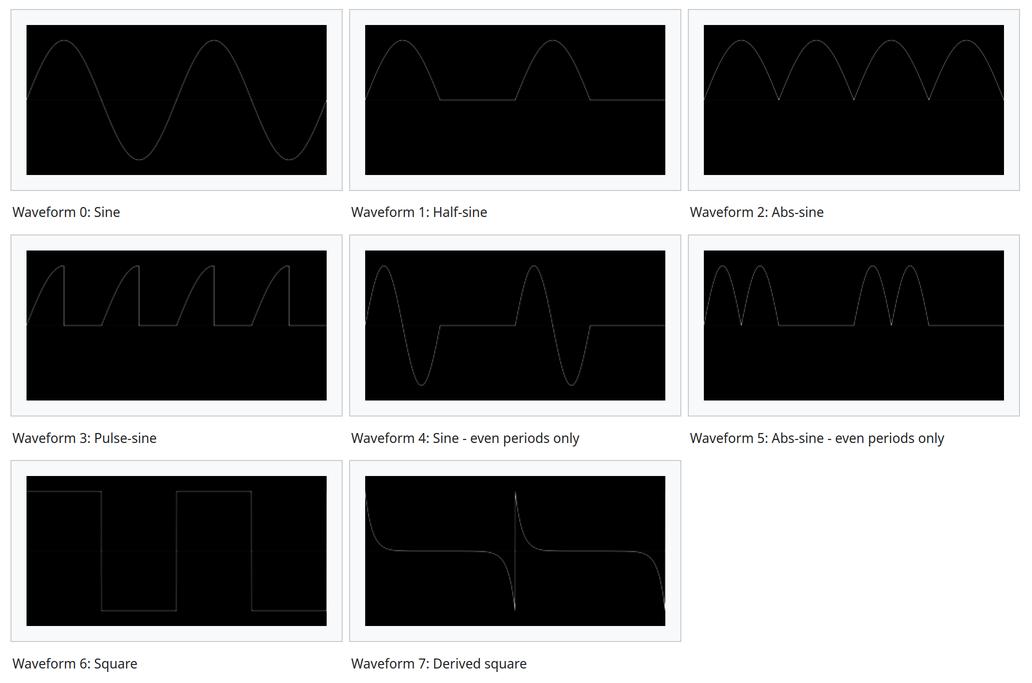 Waveform 0: Sine
Waveform 1: Half-sine
Waveform 2: Abs-sine
Waveform 3: Pulse-sine
Waveform 4: Sine - even periods only
Waveform 5: Abs-sine - even periods only
Waveform 6: Square
Waveform 7: Derived square